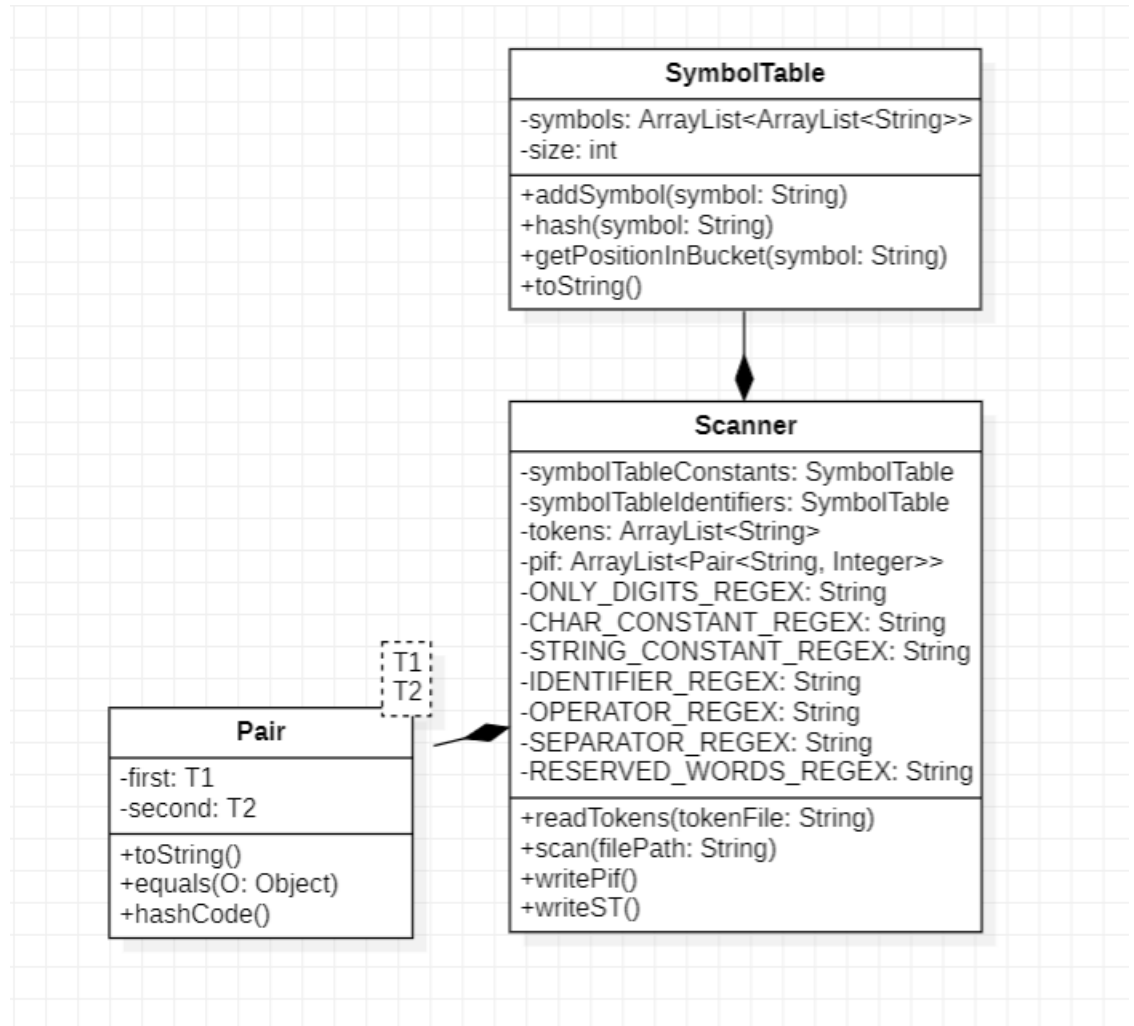 SymbolTable
-symbols: ArrayList<ArrayList<String>>
-size: int
+addSymbol(symbol: String)
+hash(symbol: String)
+getPositionInBucket(symbol: String)
+toString()
Scanner
-symbolTableConstants: SymbolTable
-symbolTableIdentifiers: SymbolTable
-tokens: ArrayList<String>
-pif: ArrayList<Pair<String, Integer>>
-ONLY_DIGITS_REGEX: String
-CHAR_CONSTANT_REGEX: String
-STRING_CONSTANT_REGEX: String
-IDENTIFIER_REGEX: String
-OPERATOR_REGEX: String
-SEPARATOR_REGEX: String
-RESERVED_WORDS_REGEX: String
+readTokens(tokenFile: String)
+scan(filePath: String)
+writePif()
+writeST()
T1
T2
Pair
-first: T1
-second: T2
+toString()
+equals(O: Object)
+hashCode()